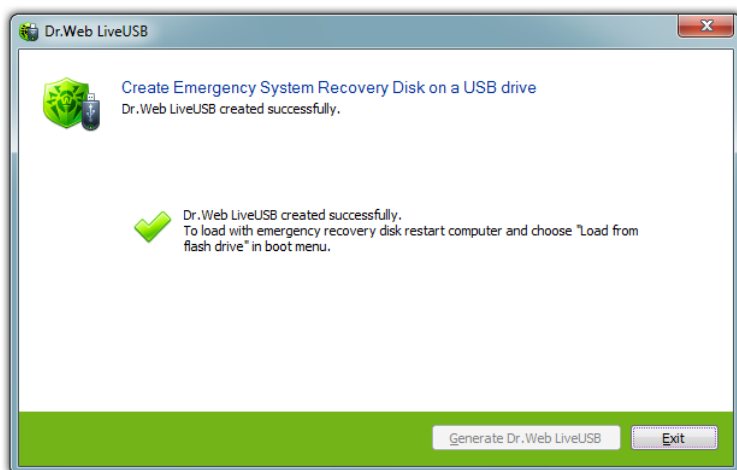 Dr.Web LiveUSB
Create Emergency System Recovery Disk on a USB drive
Dr.Web LiveUSB created successfully.
Dr.Web LiveUSB created successfully.
To load with emergency recovery disk restart computer and choose "Load from
flash drive" in boot menu.
Generate Dr.Web LiveUSB
Exit